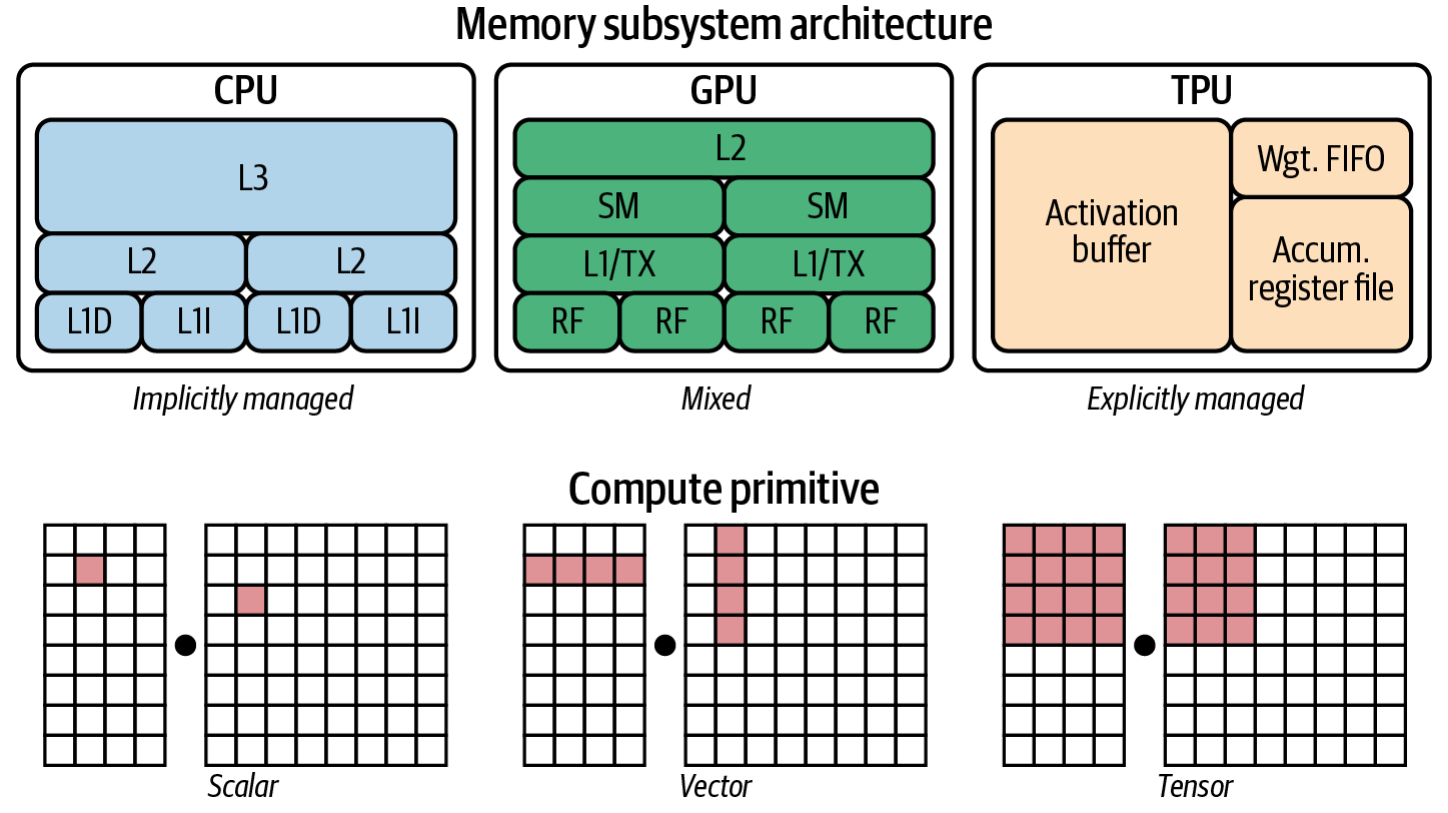 Memory subsystem architecture
CPU
GPU
TPU
L3
L2 L2
L1D L1I L1D L1I
L2
SM SM
L1/TX L1/TX
RF RF RF RF
Activation
buffer
Wgt. FIFO
Accum.
register file
Implicitly managed
Mixed
Explicitly managed
Compute primitive
Scalar
Vector
Tensor